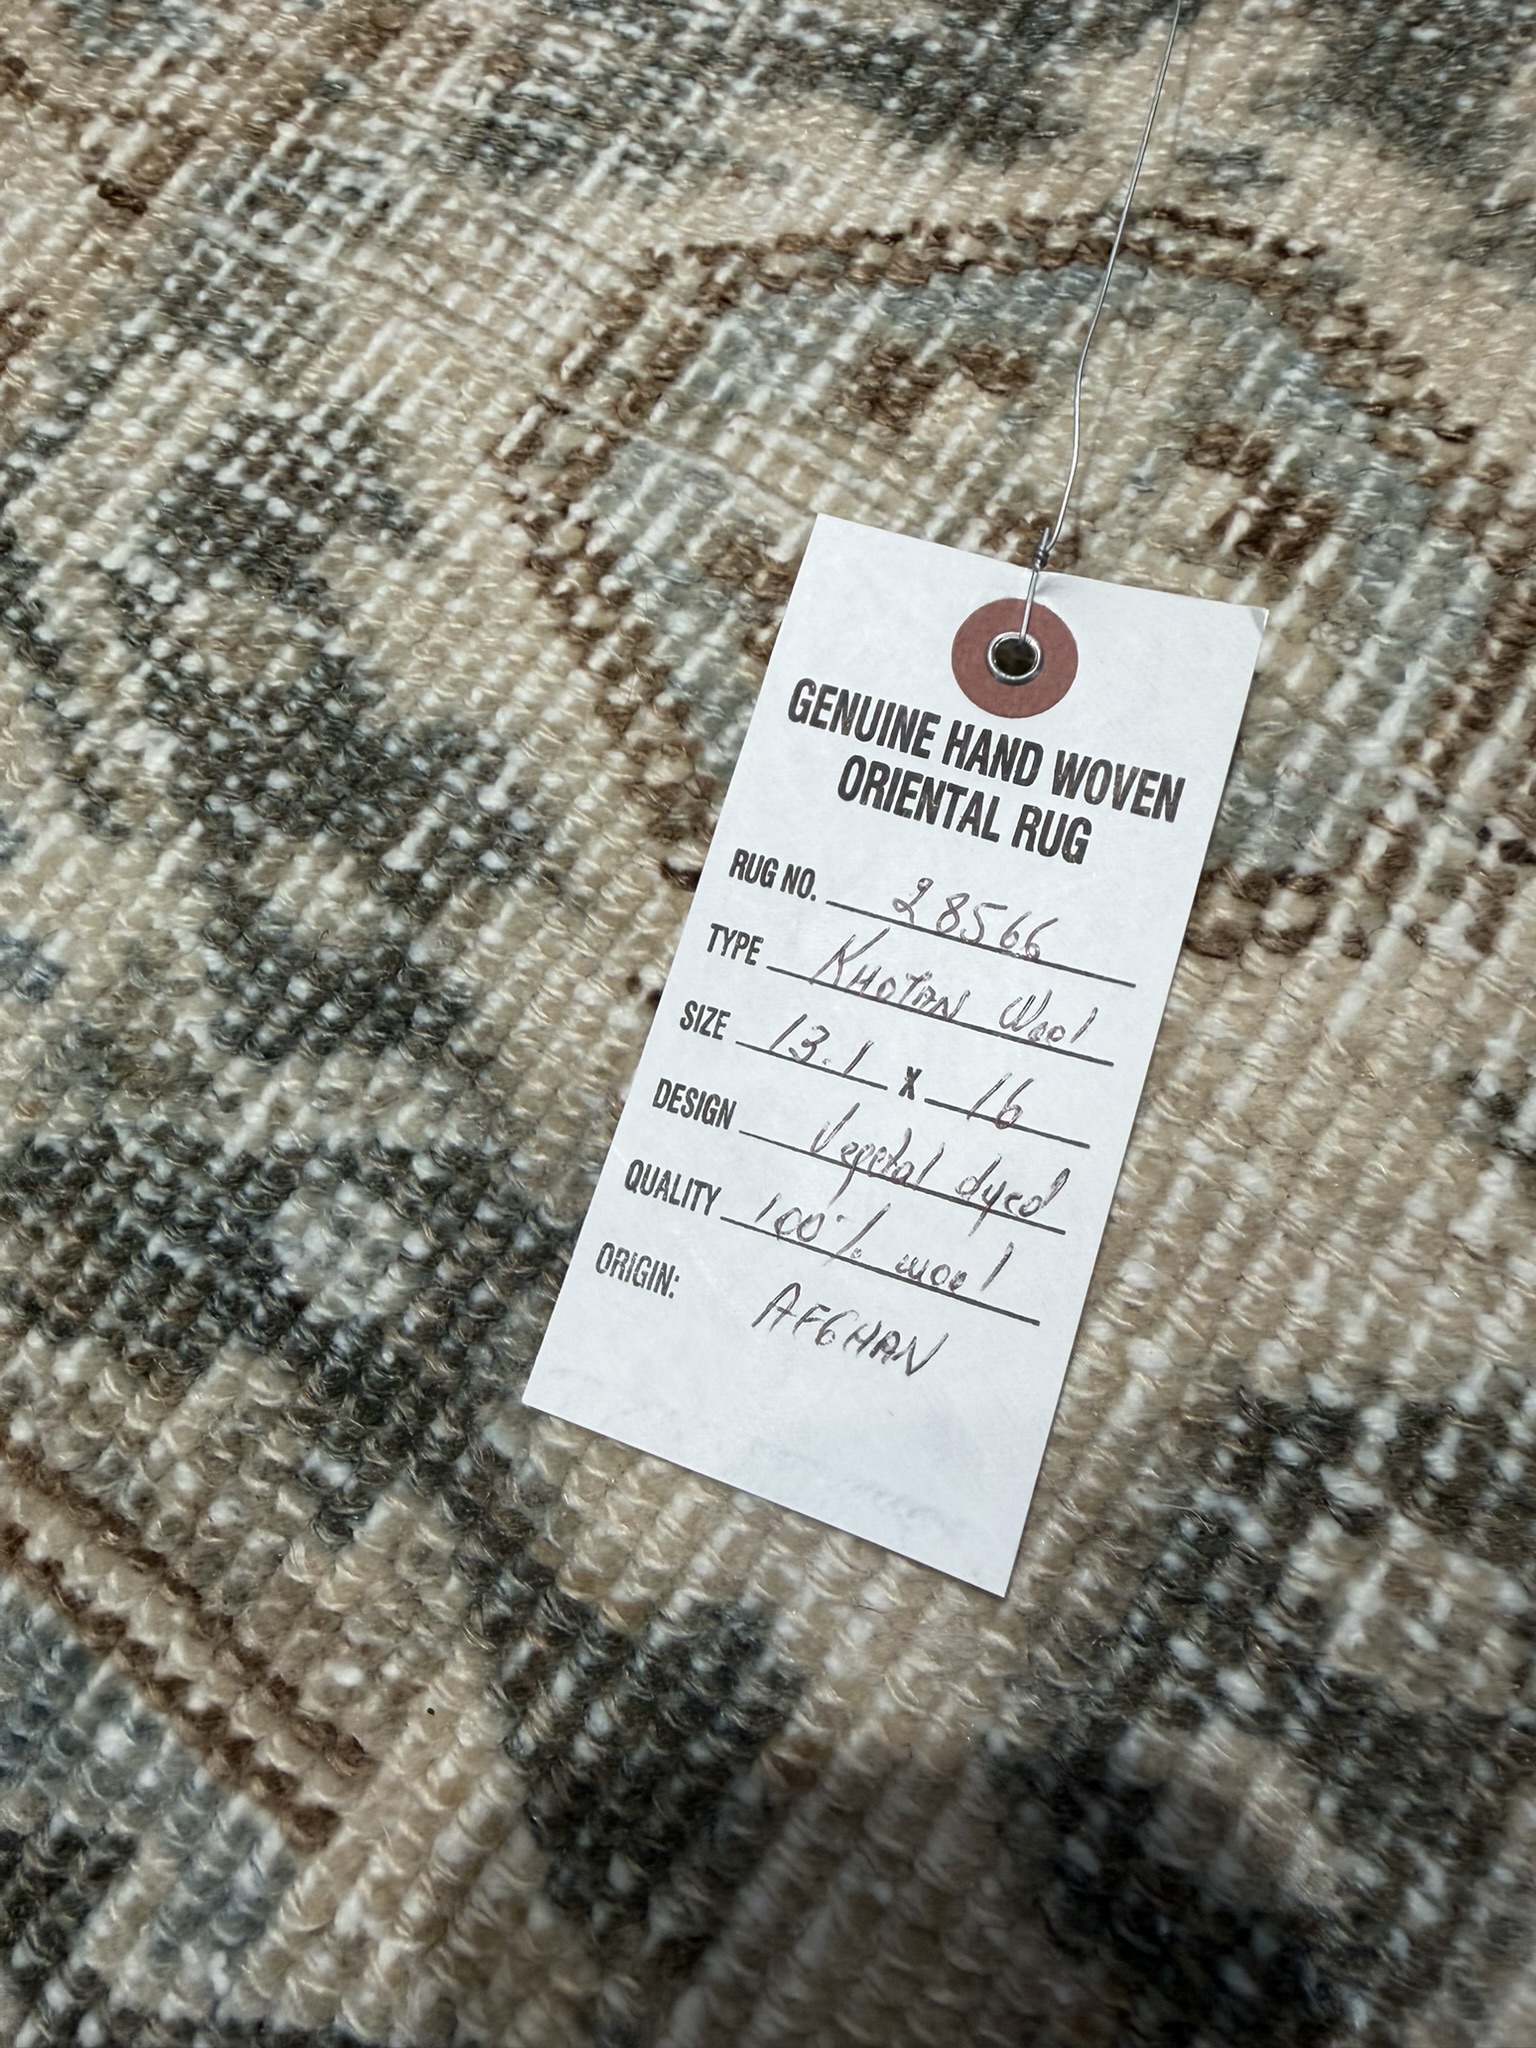 GENUINE HAND WOVEN
ORIENTAL RUG
RUG NO. 28566
TYPE KHOTAN Wool
SIZE 13.1 X 16
DESIGN Vegetal dyed
QUALITY 100% wool
ORIGIN: AFGHAN